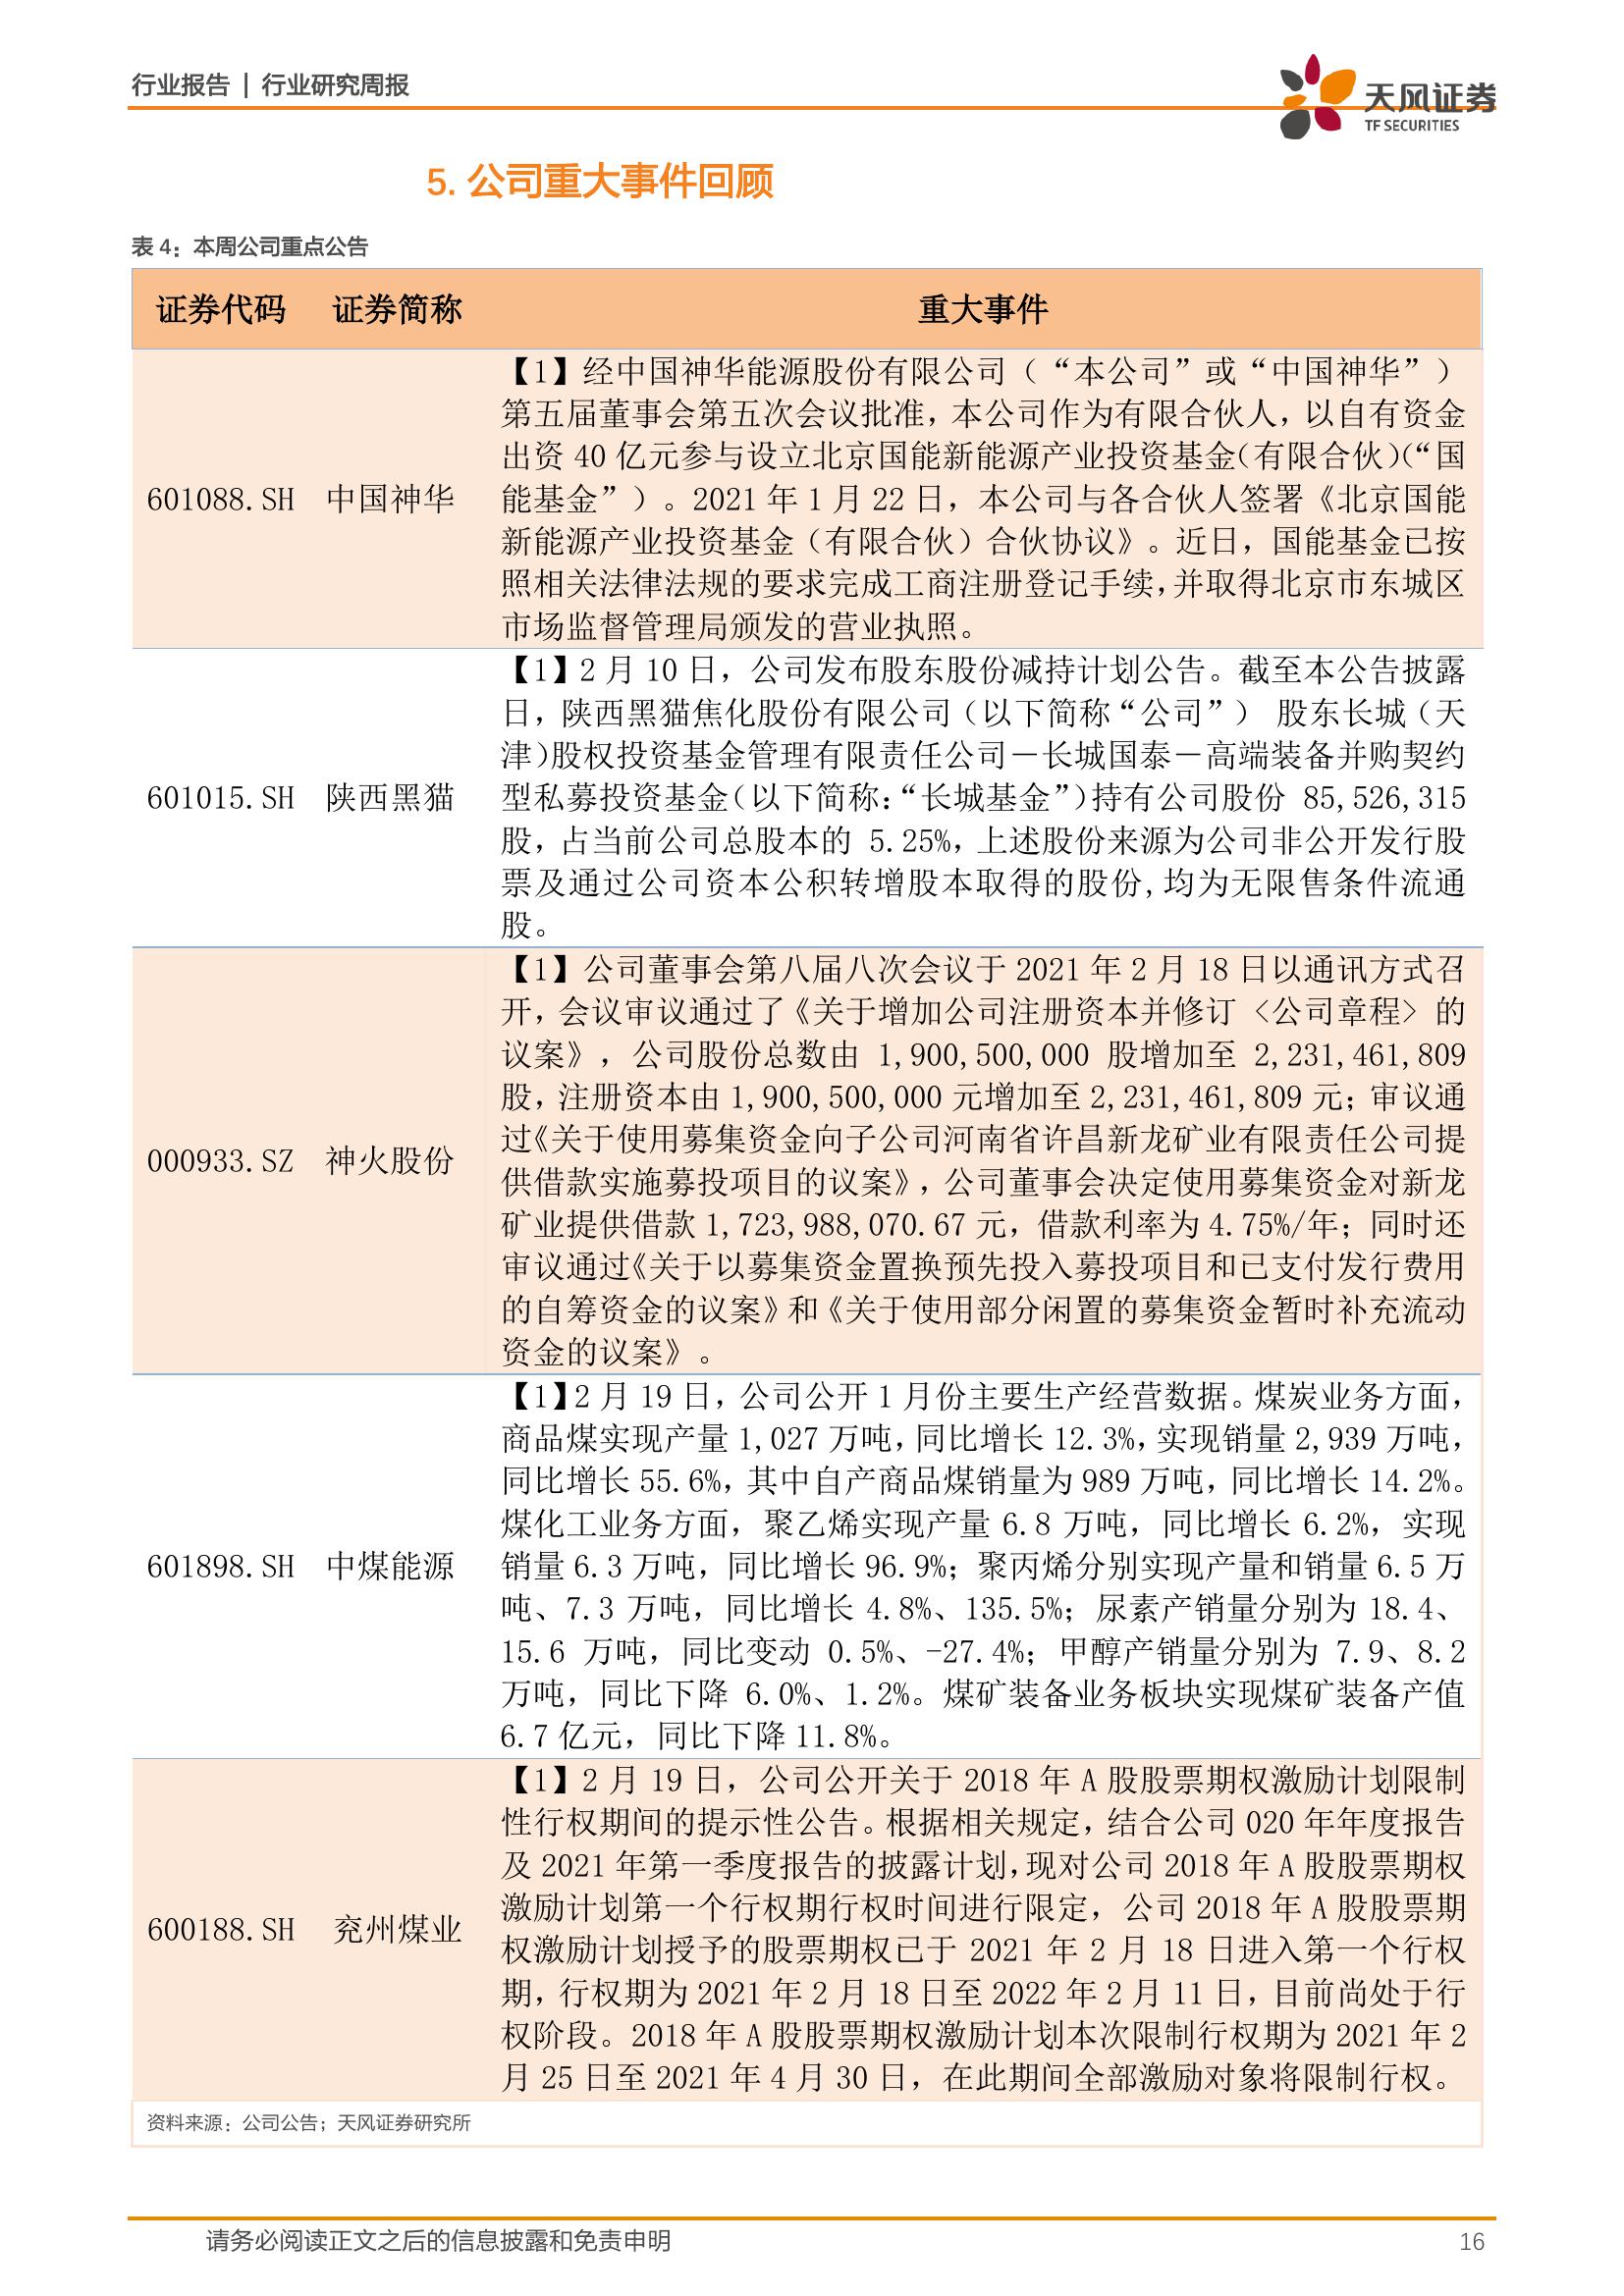 行业报告 | 行业研究周报
天风证券
TF SECURITIES
5. 公司重大事件回顾
表 4：本周公司重点公告
证券代码 证券简称 重大事件
601088.SH 中国神华
【1】经中国神华能源股份有限公司（“本公司”或“中国神华”）
第五届董事会第五次会议批准，本公司作为有限合伙人，以自有资金
出资 40 亿元参与设立北京国能新能源产业投资基金（有限合伙）（“国
能基金”）。2021 年 1 月 22 日，本公司与各合伙人签署《北京国能
新能源产业投资基金（有限合伙）合伙协议》。近日，国能基金已按
照相关法律法规的要求完成工商注册登记手续，并取得北京市东城区
市场监督管理局颁发的营业执照。
601015.SH 陕西黑猫
【1】2 月 10 日，公司发布股东股份减持计划公告。截至本公告披露
日，陕西黑猫焦化股份有限公司（以下简称“公司”） 股东长城（天
津）股权投资基金管理有限责任公司－长城国泰－高端装备并购契约
型私募投资基金（以下简称：“长城基金”）持有公司股份 85,526,315
股，占当前公司总股本的 5.25%，上述股份来源为公司非公开发行股
票及通过公司资本公积转增股本取得的股份,均为无限售条件流通
股。
000933.SZ 神火股份
【1】公司董事会第八届八次会议于 2021 年 2 月 18 日以通讯方式召
开，会议审议通过了《关于增加公司注册资本并修订 <公司章程> 的
议案》，公司股份总数由 1,900,500,000 股增加至 2,231,461,809
股，注册资本由 1,900,500,000 元增加至 2,231,461,809 元；审议通
过《关于使用募集资金向子公司河南省许昌新龙矿业有限责任公司提
供借款实施募投项目的议案》，公司董事会决定使用募集资金对新龙
矿业提供借款 1,723,988,070.67 元，借款利率为 4.75%/年；同时还
审议通过《关于以募集资金置换预先投入募投项目和已支付发行费用
的自筹资金的议案》和《关于使用部分闲置的募集资金暂时补充流动
资金的议案》。
601898.SH 中煤能源
【1】2 月 19 日，公司公开 1 月份主要生产经营数据。煤炭业务方面，
商品煤实现产量 1,027 万吨，同比增长 12.3%，实现销量 2,939 万吨，
同比增长 55.6%，其中自产商品煤销量为 989 万吨，同比增长 14.2%。
煤化工业务方面，聚乙烯实现产量 6.8 万吨，同比增长 6.2%，实现
销量 6.3 万吨，同比增长 96.9%；聚丙烯分别实现产量和销量 6.5 万
吨、7.3 万吨，同比增长 4.8%、135.5%；尿素产销量分别为 18.4、
15.6 万吨，同比变动 0.5%、-27.4%；甲醇产销量分别为 7.9、8.2
万吨，同比下降 6.0%、1.2%。煤矿装备业务板块实现煤矿装备产值
6.7 亿元，同比下降 11.8%。
600188.SH 兖州煤业
【1】2 月 19 日，公司公开关于 2018 年 A 股股票期权激励计划限制
性行权期间的提示性公告。根据相关规定，结合公司 020 年年度报告
及 2021 年第一季度报告的披露计划，现对公司 2018 年 A 股股票期权
激励计划第一个行权期行权时间进行限定，公司 2018 年 A 股股票期
权激励计划授予的股票期权已于 2021 年 2 月 18 日进入第一个行权
期，行权期为 2021 年 2 月 18 日至 2022 年 2 月 11 日，目前尚处于行
权阶段。2018 年 A 股股票期权激励计划本次限制行权期为 2021 年 2
月 25 日至 2021 年 4 月 30 日，在此期间全部激励对象将限制行权。
资料来源：公司公告；天风证券研究所
请务必阅读正文之后的信息披露和免责申明 16